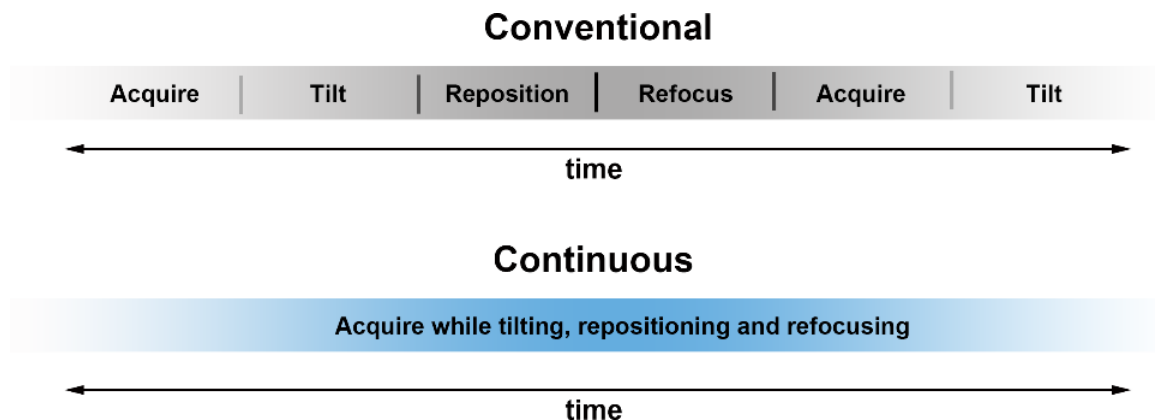 Conventional
Acquire Tilt Reposition Refocus Acquire Tilt
time
Continuous
Acquire while tilting, repositioning and refocusing
time